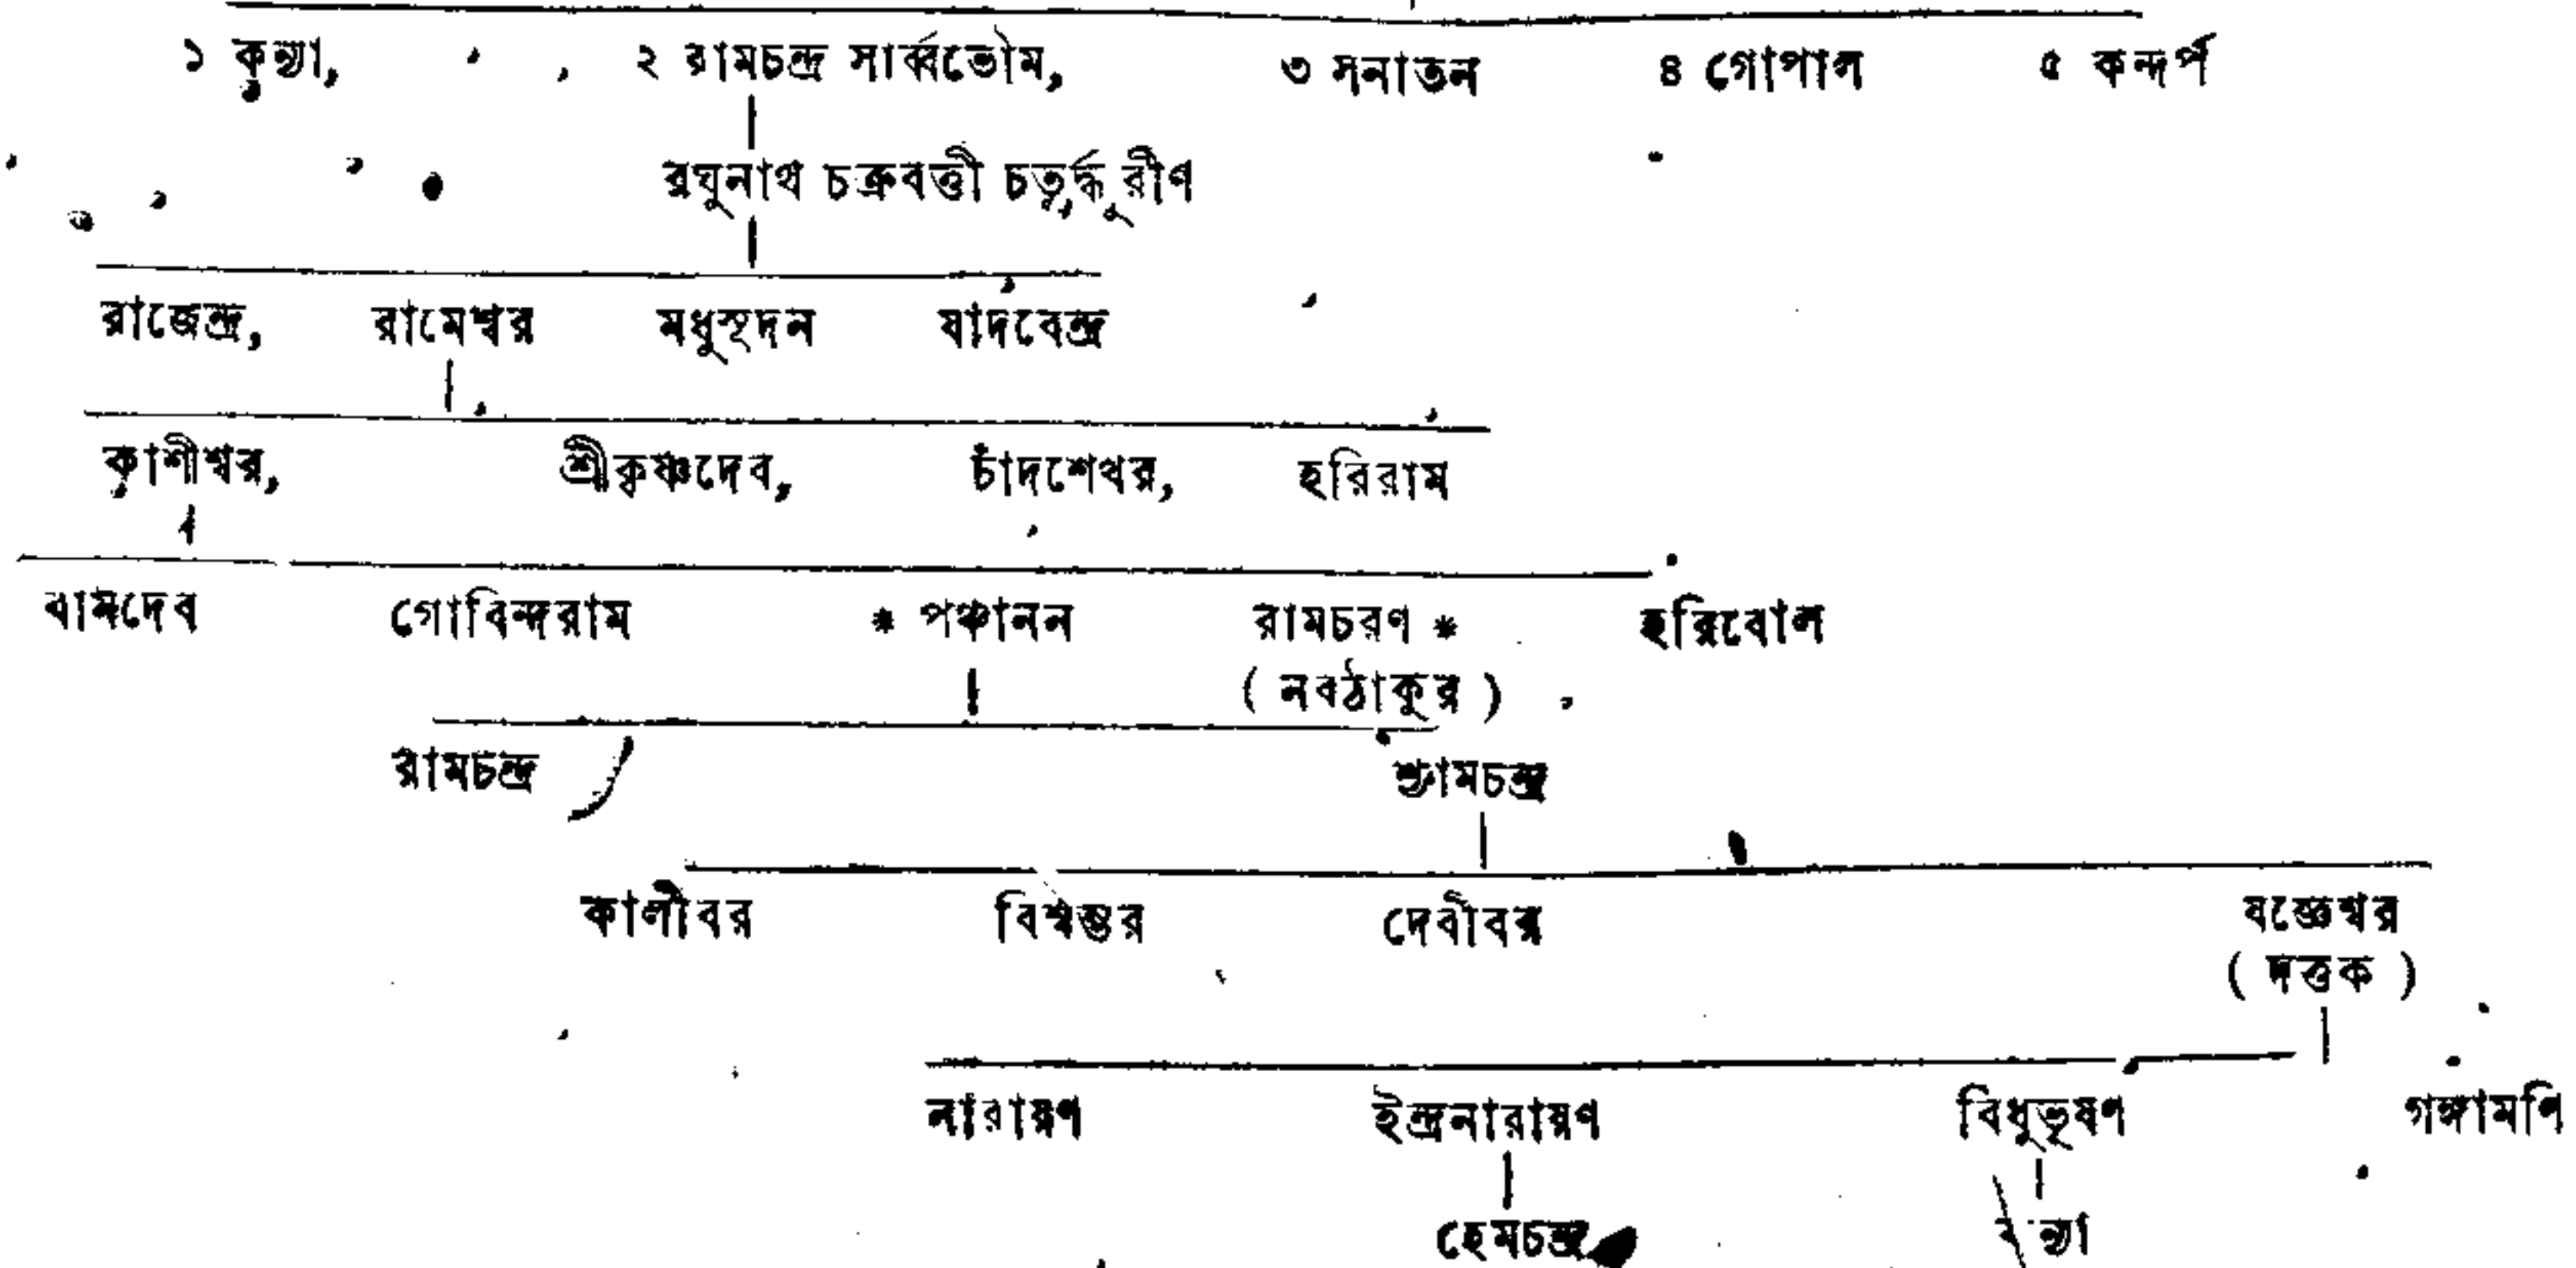 ১ কন্যা, ২ রামচন্দ্র সার্ব্বভৌম, ৩ সনাতন ৪ গোপাল ৫ কন্দর্প
রঘুনাথ চক্রবর্ত্তী চতুর্দ্ধুরীণ
রাজেন্দ্র, রামেশ্বর মধুসূদন যাদবেন্দ্র
কাশীশ্বর, শ্রীকৃষ্ণদেব, চাঁদশেখর, হরিরাম
বামদেব গোবিন্দরাম * পঞ্চানন রামচরণ * হরিবোল
( নবঠাকুর )
রামচন্দ্র শ্যামচন্দ্র
কালীবর বিশ্বম্ভর দেবীবর যজ্ঞেশ্বর
( দত্তক )
নারায়ণ ইন্দ্রনারায়ণ বিধুভূষণ গঙ্গামণি
হেমচন্দ্র কন্যা